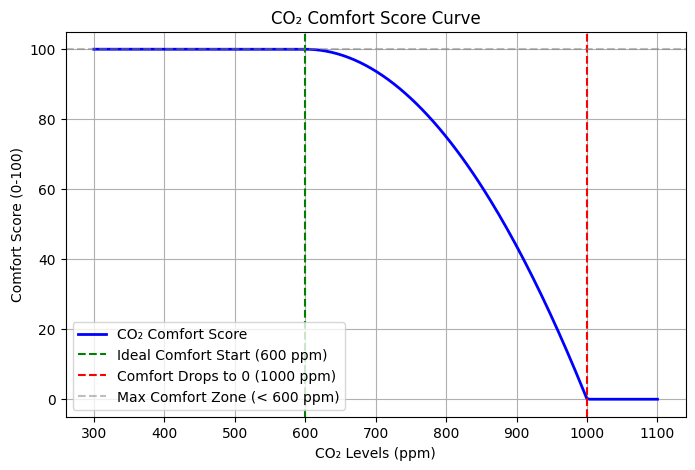 CO₂ Comfort Score Curve
Comfort Score (0-100)
100
80
60
40
20
0
CO₂ Comfort Score
Ideal Comfort Start (600 ppm)
Comfort Drops to 0 (1000 ppm)
Max Comfort Zone (< 600 ppm)
300 400 500 600 700 800 900 1000 1100
CO₂ Levels (ppm)